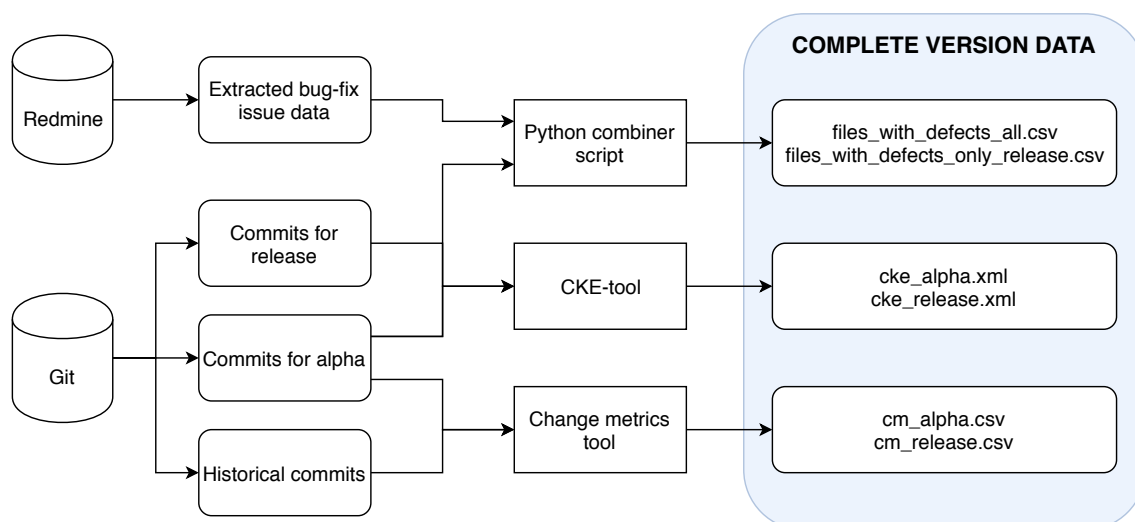 COMPLETE VERSION DATA
Redmine
Extracted bug-fix
issue data
Python combiner
script
files_with_defects_all.csv
files_with_defects_only_release.csv
Commits for
release
CKE-tool
cke_alpha.xml
cke_release.xml
Git
Commits for alpha
Change metrics
tool
cm_alpha.csv
cm_release.csv
Historical commits